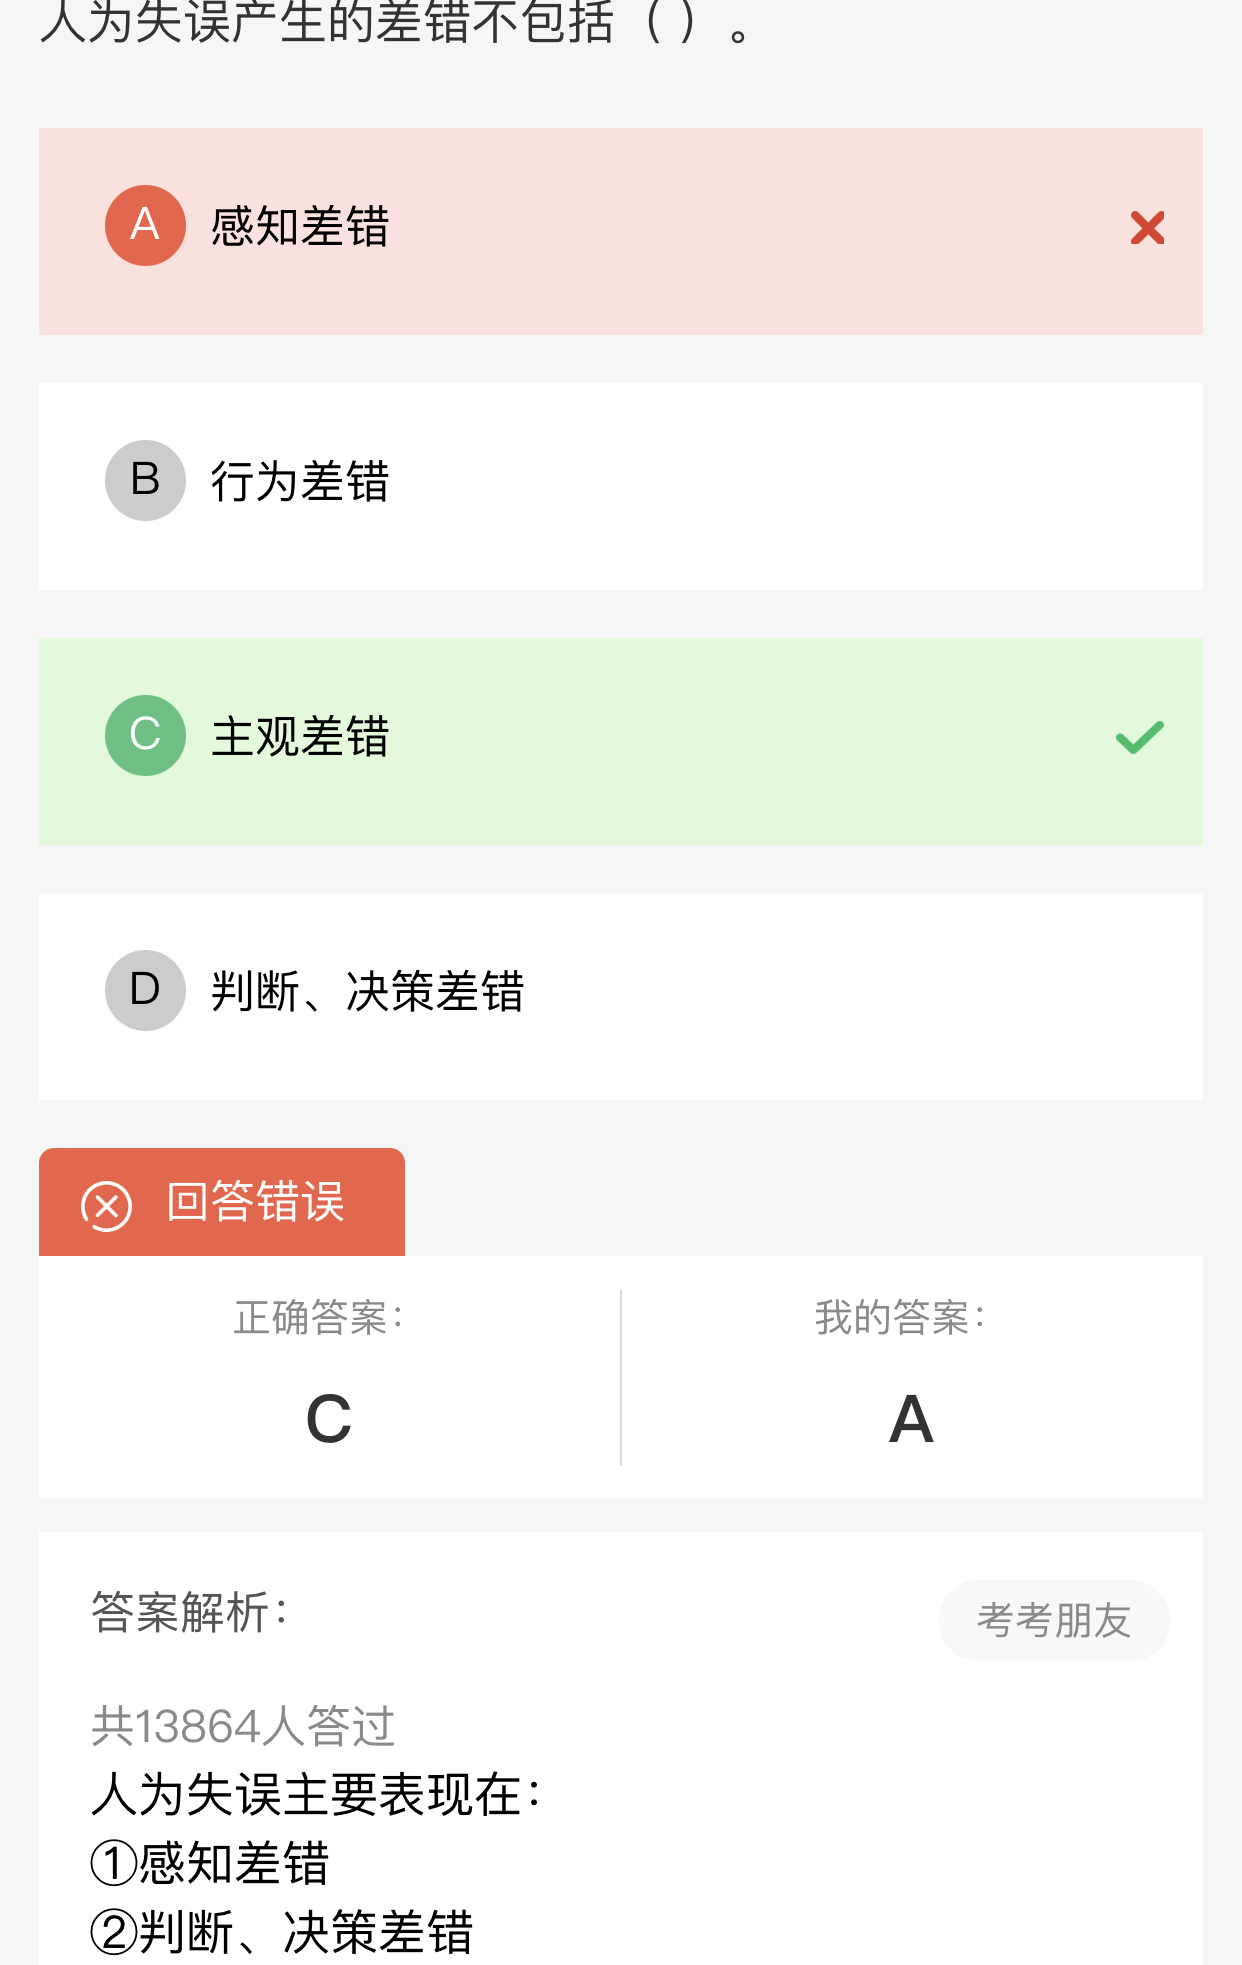 人为失误产生的差错不包括（ ）。
A 感知差错
B 行为差错
C 主观差错
D 判断、决策差错
回答错误
正确答案：
我的答案：
C
A
答案解析：
考考朋友
共13864人答过
人为失误主要表现在：
①感知差错
②判断、决策差错